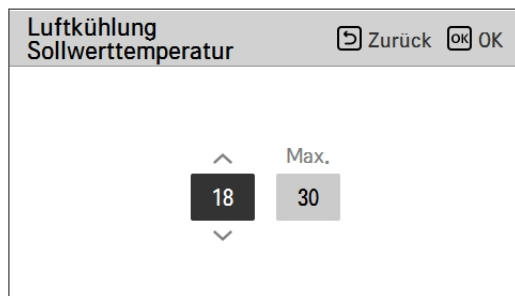 Luftkühlung
Sollwerttemperatur
Zurück OK OK
Max.
18 30